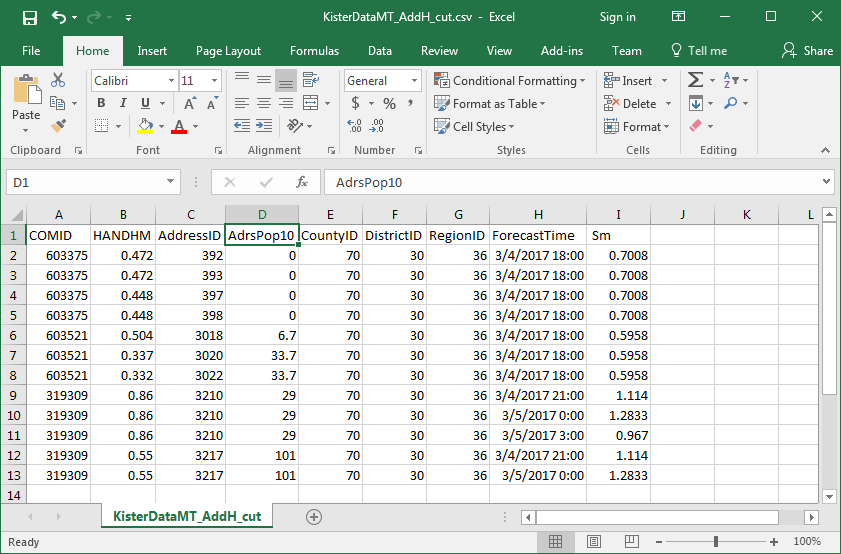 KisterDataMT_AddH_cut.csv - Excel Sign in
File Home Insert Page Layout Formulas Data Review View Add-ins Team Tell me Share
Paste
Calibri 11
B I U A A
A
General
$ % ,
.00
.00
Conditional Formatting
Format as Table
Cell Styles
Insert
Delete
Format
Σ A Z
Clipboard Font Alignment Number Styles Cells Editing
D1 fx AdrsPop10
A B C D E F G H I J K L
1 COMID HANDHM AddressID AdrsPop10 CountyID DistrictID RegionID ForecastTime Sm
2 603375 0.472 392 0 70 30 36 3/4/2017 18:00 0.7008
3 603375 0.472 393 0 70 30 36 3/4/2017 18:00 0.7008
4 603375 0.448 397 0 70 30 36 3/4/2017 18:00 0.7008
5 603375 0.448 398 0 70 30 36 3/4/2017 18:00 0.7008
6 603521 0.504 3018 6.7 70 30 36 3/4/2017 18:00 0.5958
7 603521 0.337 3020 33.7 70 30 36 3/4/2017 18:00 0.5958
8 603521 0.332 3022 33.7 70 30 36 3/4/2017 18:00 0.5958
9 319309 0.86 3210 29 70 30 36 3/4/2017 21:00 1.114
10 319309 0.86 3210 29 70 30 36 3/5/2017 0:00 1.2833
11 319309 0.86 3210 29 70 30 36 3/5/2017 3:00 0.967
12 319309 0.55 3217 101 70 30 36 3/4/2017 21:00 1.114
13 319309 0.55 3217 101 70 30 36 3/5/2017 0:00 1.2833
14
KisterDataMT_AddH_cut
Ready 100%